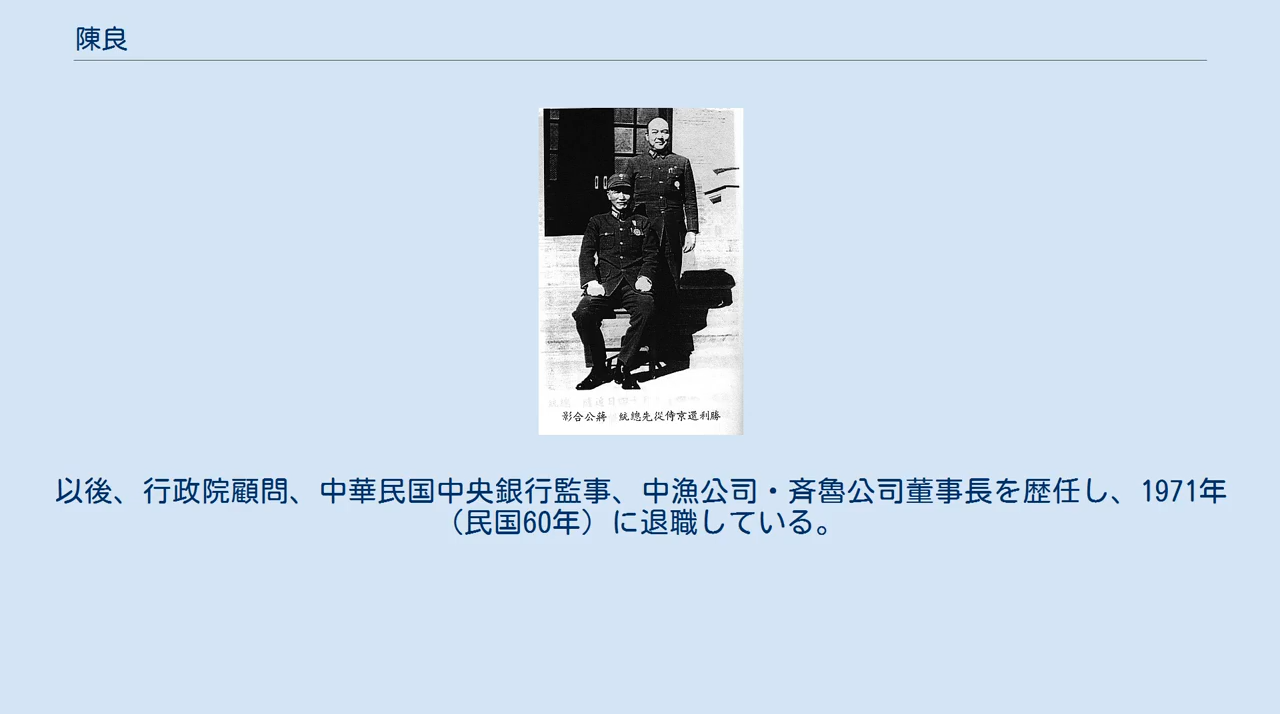 陳良
勝利還京侍從先總統　蔣公合影
以後、行政院顧問、中華民国中央銀行監事、中漁公司・斉魯公司董事長を歴任し、1971年
（民国60年）に退職している。